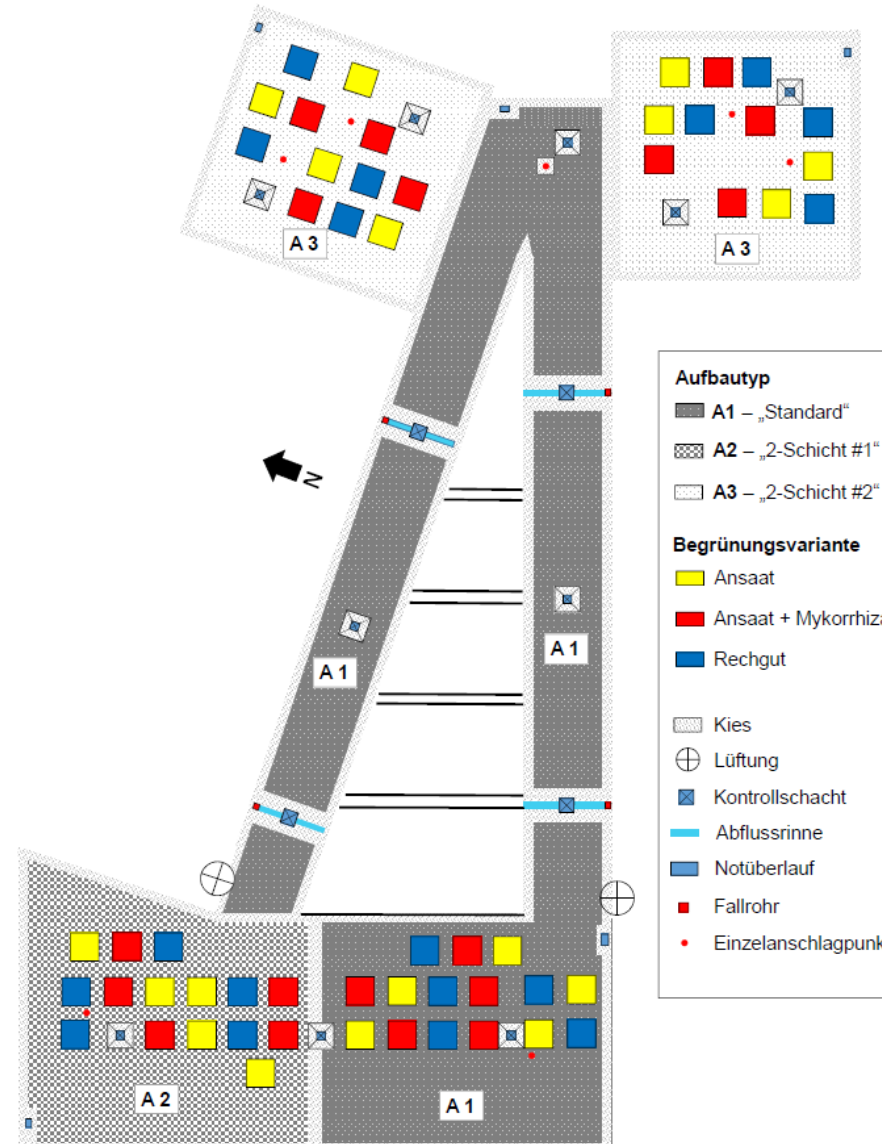 A 3
A 3
N
A 1
A 1
A 2
A 1
Aufbautyp
A1 – „Standard“
A2 – „2-Schicht #1“
A3 – „2-Schicht #2“
Begrünungsvariante
Ansaat
Ansaat + Mykorrhiza
Rechgut
Kies
Lüftung
Kontrollschacht
Abflussrinne
Notüberlauf
Fallrohr
Einzelanschlagpunk